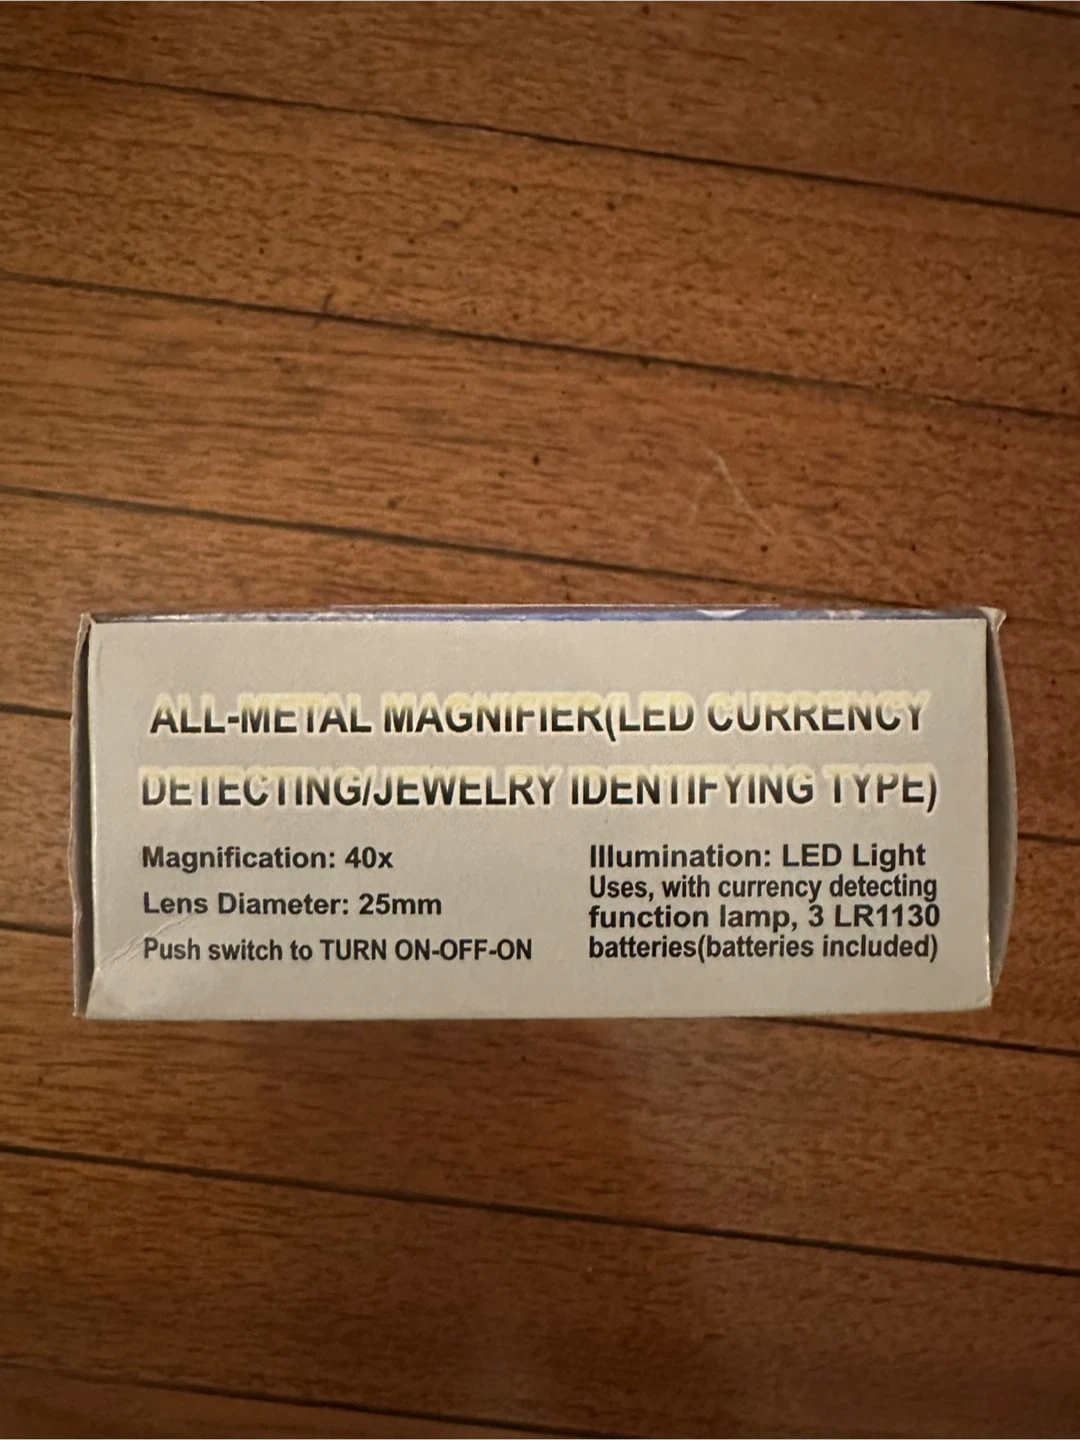 ALL-METAL MAGNIFIER(LED CURRENCY
DETECTING/JEWELRY IDENTIFYING TYPE)
Magnification: 40x
Lens Diameter: 25mm
Push switch to TURN ON-OFF-ON
Illumination: LED Light
Uses, with currency detecting
function lamp, 3 LR1130
batteries(batteries included)